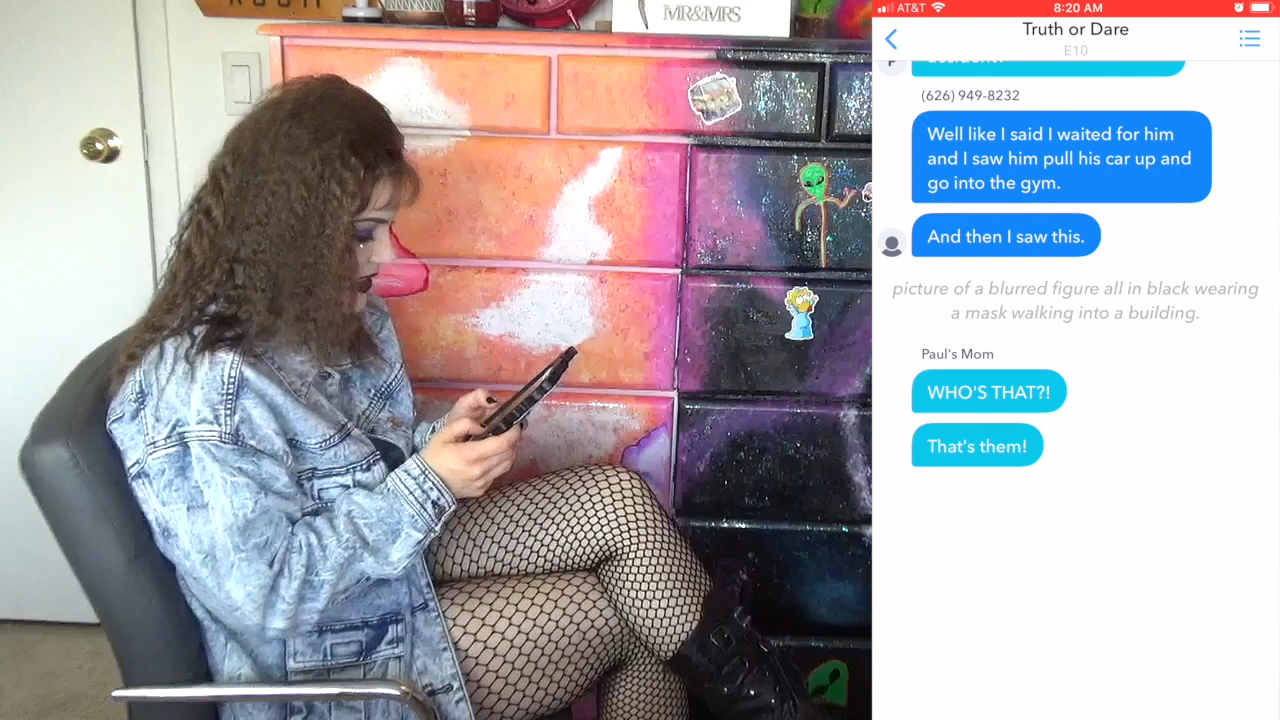 MR&MRS
AT&T
8:20 AM
Truth or Dare
E10
(626) 949-8232
Well like I said I waited for him
and I saw him pull his car up and
go into the gym.
And then I saw this.
picture of a blurred figure all in black wearing
a mask walking into a building.
Paul's Mom
WHO'S THAT?!
That's them!